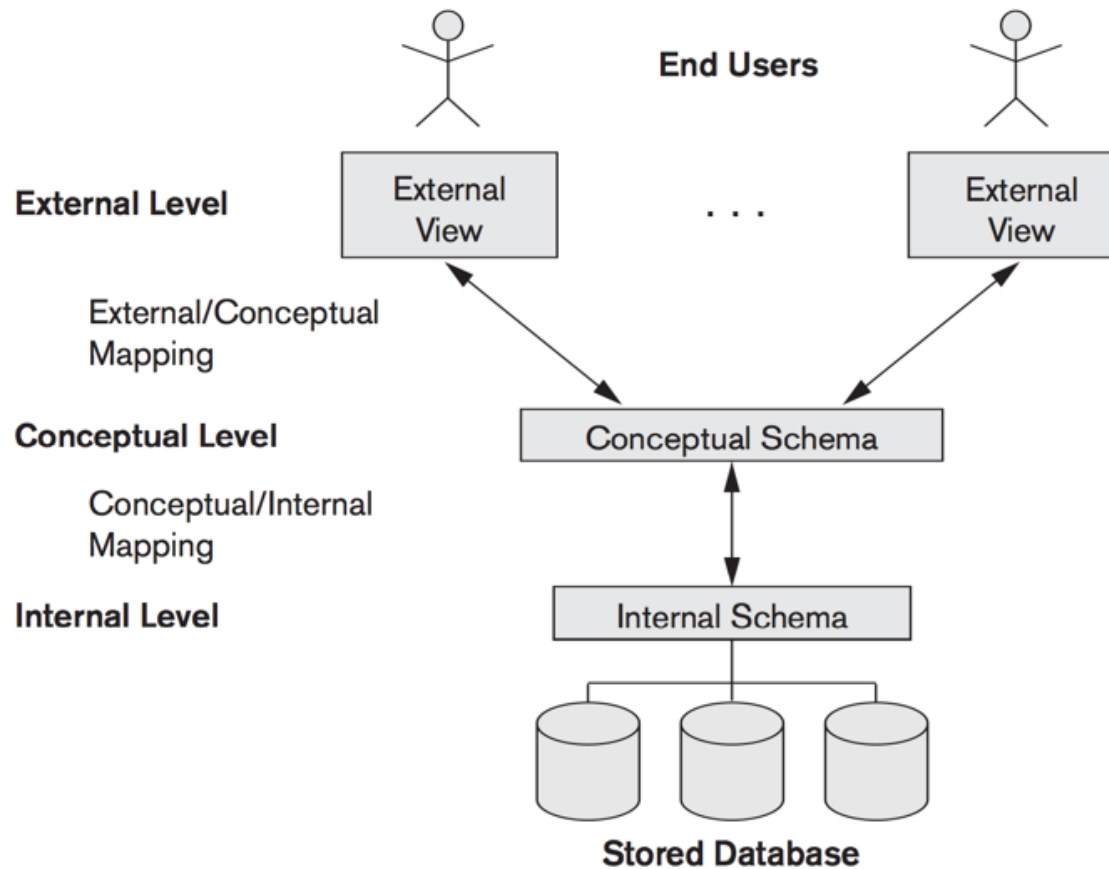 End Users
External Level
External
View
. . .
External
View
External/Conceptual
Mapping
Conceptual Level
Conceptual Schema
Conceptual/Internal
Mapping
Internal Level
Internal Schema
Stored Database